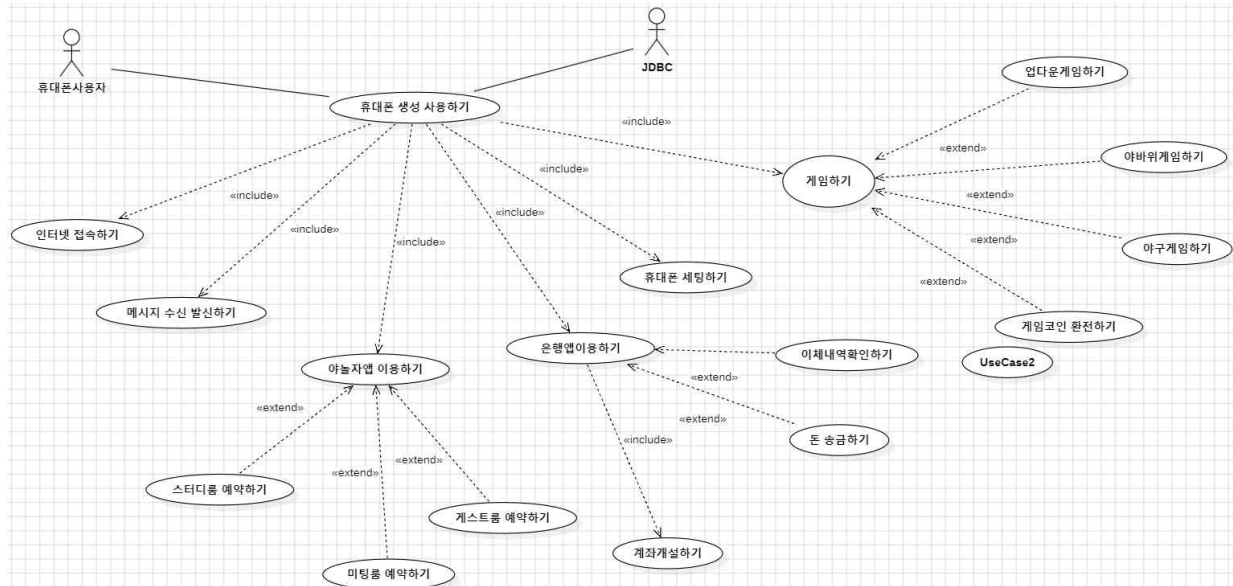 휴대폰사용자
JDBC
휴대폰 생성 사용하기
업다운게임하기
«include»
«extend»
야바위게임하기
게임하기
«include»
«include»
«extend»
인터넷 접속하기
«include»
«include»
«include»
«extend»
야구게임하기
휴대폰 세팅하기
«extend»
메시지 수신 발신하기
게임코인 환전하기
은행앱이용하기
이체내역확인하기
UseCase2
야놀자앱 이용하기
«extend»
«extend»
«extend»
«include»
돈 송금하기
«extend»
«extend»
스터디룸 예약하기
게스트룸 예약하기
계좌개설하기
미팅룸 예약하기